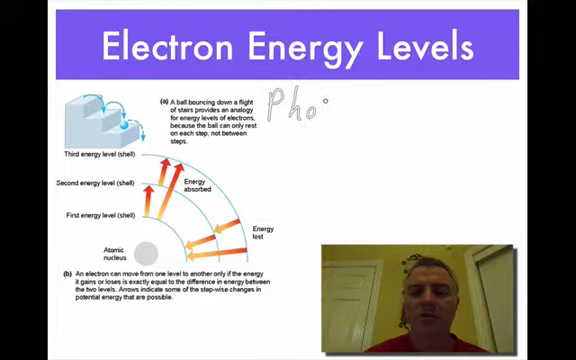 Electron Energy Levels
(a) A ball bouncing down a flight
of stairs provides an analogy
for energy levels of electrons,
because the ball can only rest
on each step, not between
steps.
Pho
Third energy level (shell)
Second energy level (shell)
Energy
absorbed
First energy level (shell)
Energy
lost
Atomic
nucleus
(b) An electron can move from one level to another only if the energy
it gains or loses is exactly equal to the difference in energy between
the two levels. Arrows indicate some of the step-wise changes in
potential energy that are possible.